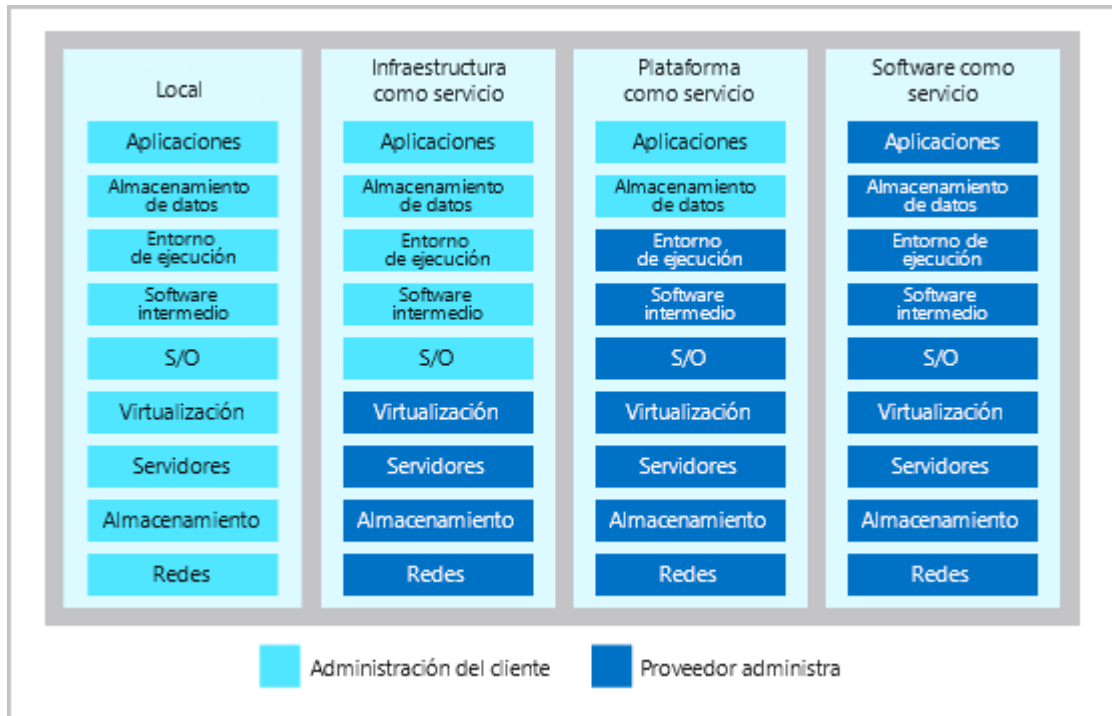 Local
Aplicaciones
Almacenamiento
de datos
Entorno
de ejecución
Software
intermedio
S/O
Virtualización
Servidores
Almacenamiento
Redes
Infraestructura
como servicio
Aplicaciones
Almacenamiento
de datos
Entorno
de ejecución
Software
intermedio
S/O
Virtualización
Servidores
Almacenamiento
Redes
Plataforma
como servicio
Aplicaciones
Almacenamiento
de datos
Entorno
de ejecución
Software
intermedio
S/O
Virtualización
Servidores
Almacenamiento
Redes
Software como
servicio
Aplicaciones
Almacenamiento
de datos
Entorno de
ejecución
Software
intermedio
S/O
Virtualización
Servidores
Almacenamiento
Redes
Administración del cliente
Proveedor administra